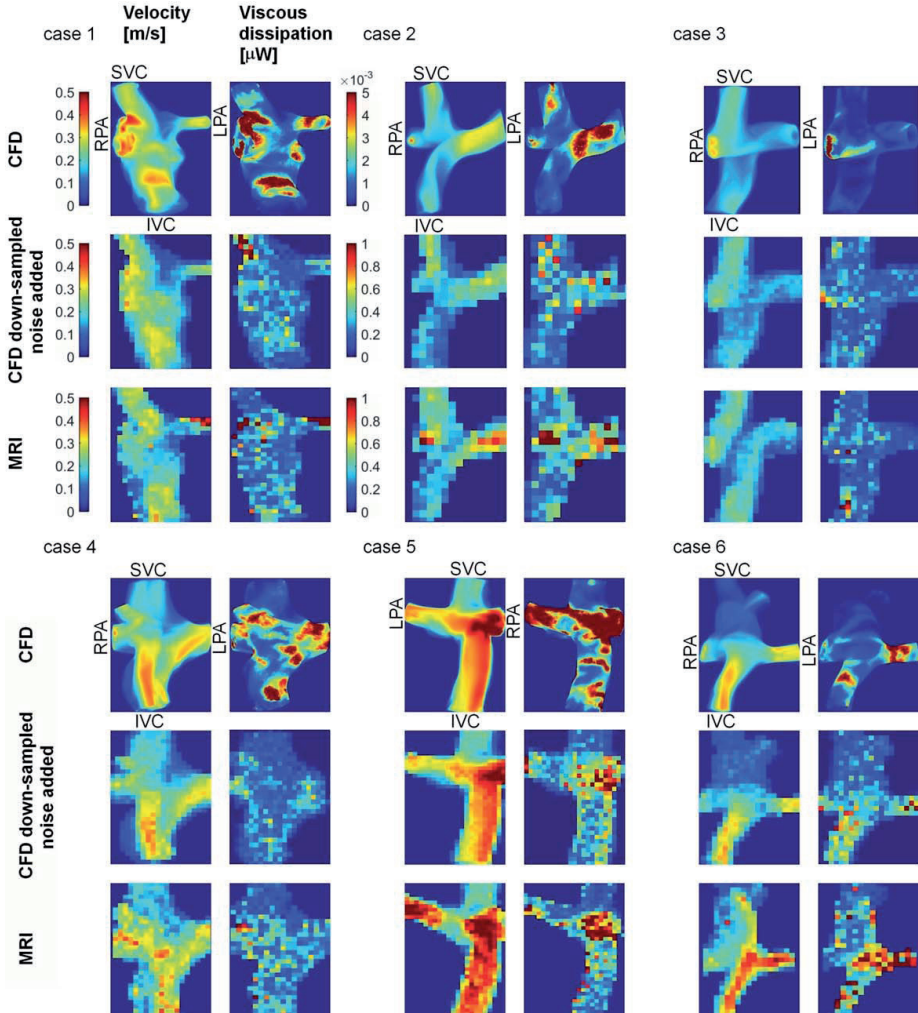 case 1
Velocity
[m/s]
Viscous
dissipation
[μW]
case 2
case 3
SVC
SVC
SVC
×10⁻³
0.5
0.4
0.3
0.2
0.1
0
RPA
LPA
5
4
3
2
1
0
RPA
LPA
RPA
LPA
CFD
IVC
IVC
IVC
0.5
0.4
0.3
0.2
0.1
0
1
0.8
0.6
0.4
0.2
0
CFD down-sampled
noise added
0.5
0.4
0.3
0.2
0.1
0
1
0.8
0.6
0.4
0.2
0
MRI
case 4
case 5
case 6
SVC
SVC
SVC
RPA
LPA
LPA
RPA
RPA
LPA
CFD
IVC
IVC
IVC
CFD down-sampled
noise added
MRI